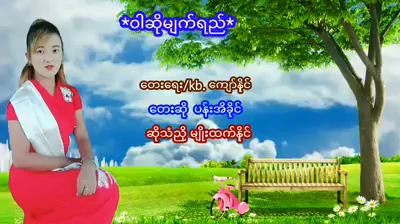 *ဝါဆိုမျက်ရည်*
တေးရေး/kb. ကျော်နိုင်
တေးဆို ပန်းအိခိုင်
ဆိုသံညှိ မျိုးထက်နိုင်